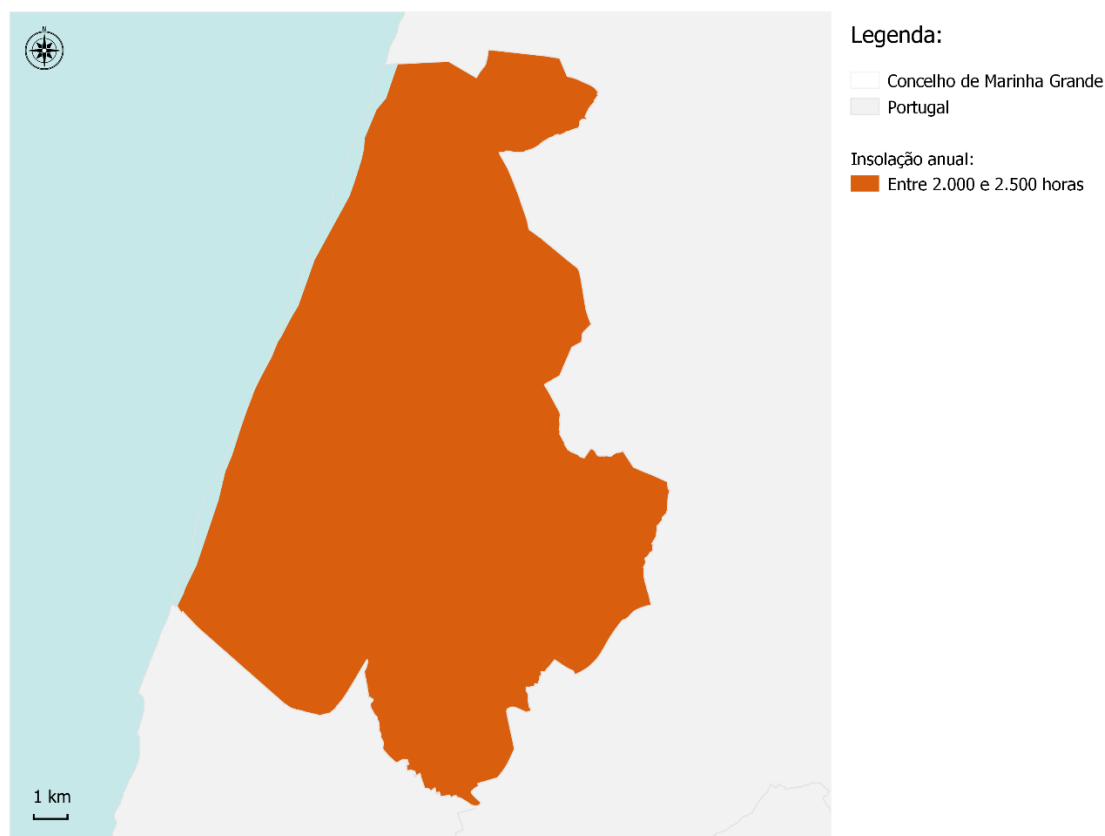 N
Legenda:
Concelho de Marinha Grande
Portugal
Insolação anual:
Entre 2.000 e 2.500 horas
1 km